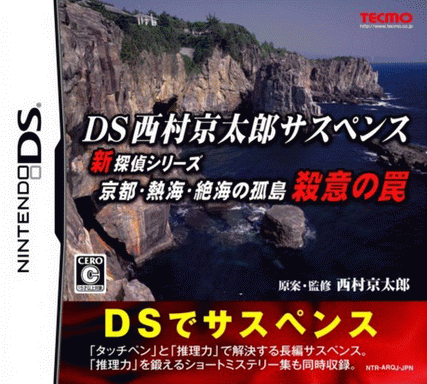 TECMO
http://www.tecmo.co.jp
NINTENDO DS
DS西村京太郎サスペンス
新探偵シリーズ
京都・熱海・絶海の孤島 殺意の罠
CERO
C
原案・監修 西村京太郎
DSでサスペンス
「タッチペン」と「推理力」で解決する長編サスペンス。
「推理力」を鍛えるショートミステリー集も同時収録。
NTR-ARQJ-JPN